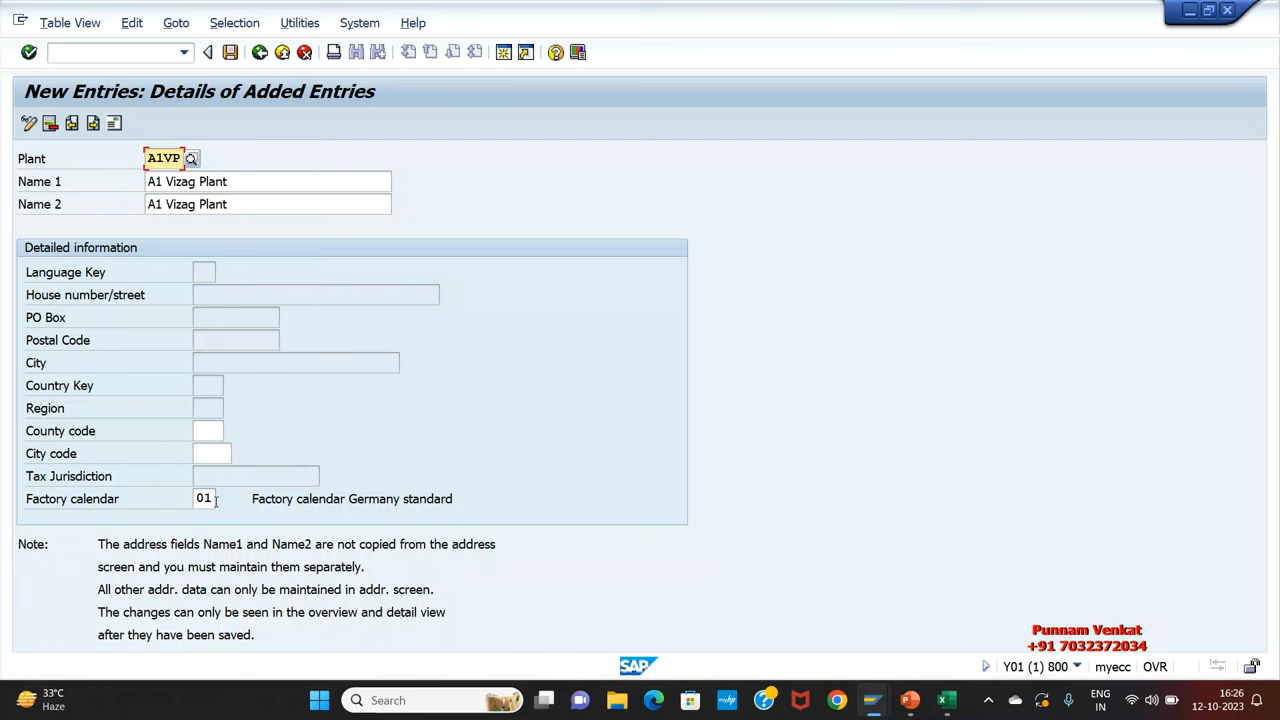 Table View Edit Goto Selection Utilities System Help
New Entries: Details of Added Entries
Plant A1VP
Name 1 A1 Vizag Plant
Name 2 A1 Vizag Plant
Detailed information
Language Key
House number/street
PO Box
Postal Code
City
Country Key
Region
County code
City code
Tax Jurisdiction
Factory calendar 01 Factory calendar Germany standard
Note: The address fields Name1 and Name2 are not copied from the address
screen and you must maintain them separately.
All other addr. data can only be maintained in addr. screen.
The changes can only be seen in the overview and detail view
after they have been saved.
Punnam Venkat
+91 7032372034
SAP Y01 (1) 800 myecc OVR
33°C
Haze
Search
mhp
ENG
IN
16:26
12-10-2023